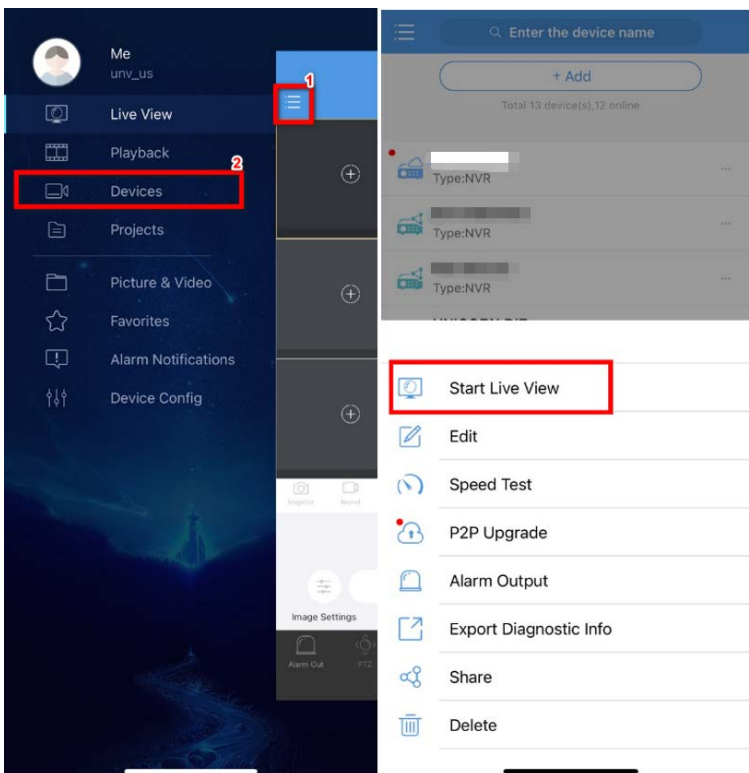 Me
unv_us
1
Live View
Playback
2
Devices
Projects
Picture & Video
Favorites
Alarm Notifications
Device Config
Snapshot
Record
Image Settings
Alarm Out
PTZ
Enter the device name
+ Add
Total 13 device(s),12 online
Type:NVR
Type:NVR
Type:NVR
Start Live View
Edit
Speed Test
P2P Upgrade
Alarm Output
Export Diagnostic Info
Share
Delete